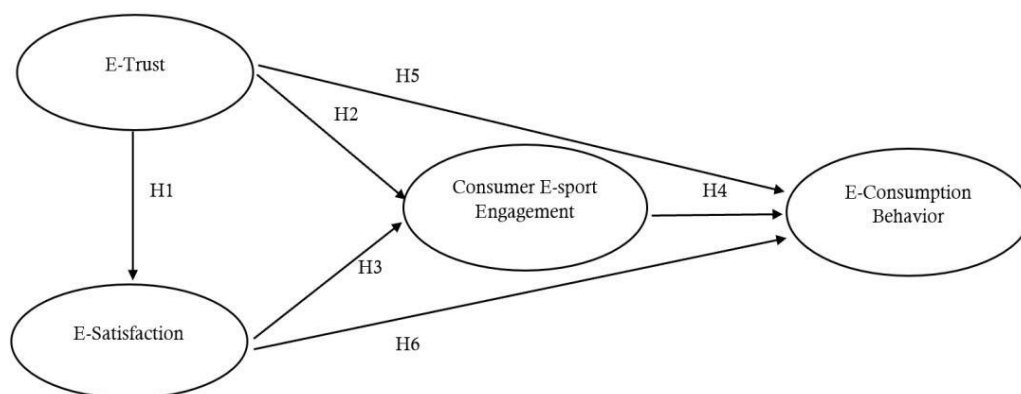 E-Trust
H5
H2
H1
Consumer E-sport
Engagement
H4
E-Consumption
Behavior
H3
E-Satisfaction
H6